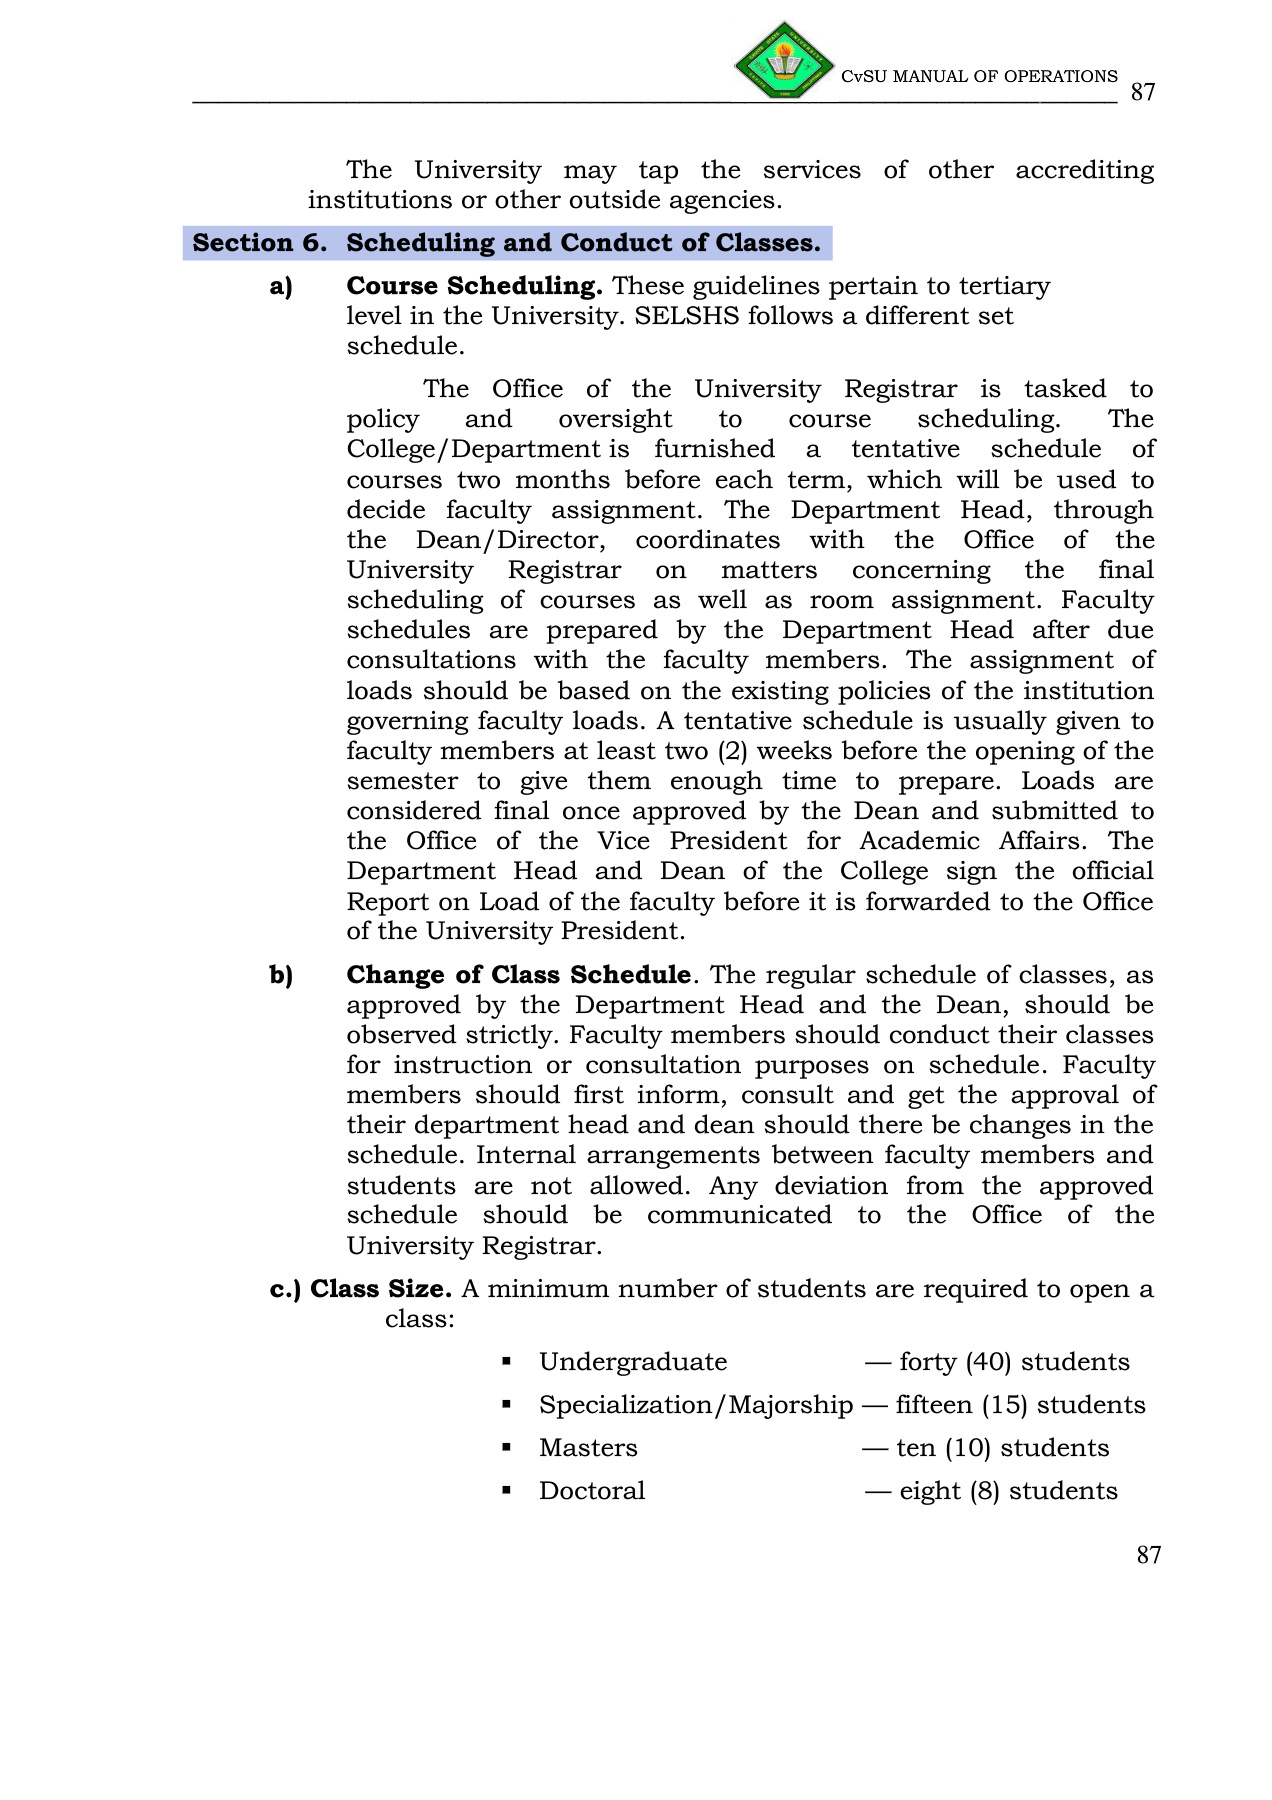 CvSU MANUAL OF OPERATIONS
87
The University may tap the services of other accrediting
institutions or other outside agencies.
Section 6. Scheduling and Conduct of Classes.
a) Course Scheduling. These guidelines pertain to tertiary
level in the University. SELSHS follows a different set
schedule.
The Office of the University Registrar is tasked to
policy and oversight to course scheduling. The
College/Department is furnished a tentative schedule of
courses two months before each term, which will be used to
decide faculty assignment. The Department Head, through
the Dean/Director, coordinates with the Office of the
University Registrar on matters concerning the final
scheduling of courses as well as room assignment. Faculty
schedules are prepared by the Department Head after due
consultations with the faculty members. The assignment of
loads should be based on the existing policies of the institution
governing faculty loads. A tentative schedule is usually given to
faculty members at least two (2) weeks before the opening of the
semester to give them enough time to prepare. Loads are
considered final once approved by the Dean and submitted to
the Office of the Vice President for Academic Affairs. The
Department Head and Dean of the College sign the official
Report on Load of the faculty before it is forwarded to the Office
of the University President.
b) Change of Class Schedule. The regular schedule of classes, as
approved by the Department Head and the Dean, should be
observed strictly. Faculty members should conduct their classes
for instruction or consultation purposes on schedule. Faculty
members should first inform, consult and get the approval of
their department head and dean should there be changes in the
schedule. Internal arrangements between faculty members and
students are not allowed. Any deviation from the approved
schedule should be communicated to the Office of the
University Registrar.
c.) Class Size. A minimum number of students are required to open a
class:
▪ Undergraduate — forty (40) students
▪ Specialization/Majorship — fifteen (15) students
▪ Masters — ten (10) students
▪ Doctoral — eight (8) students
87